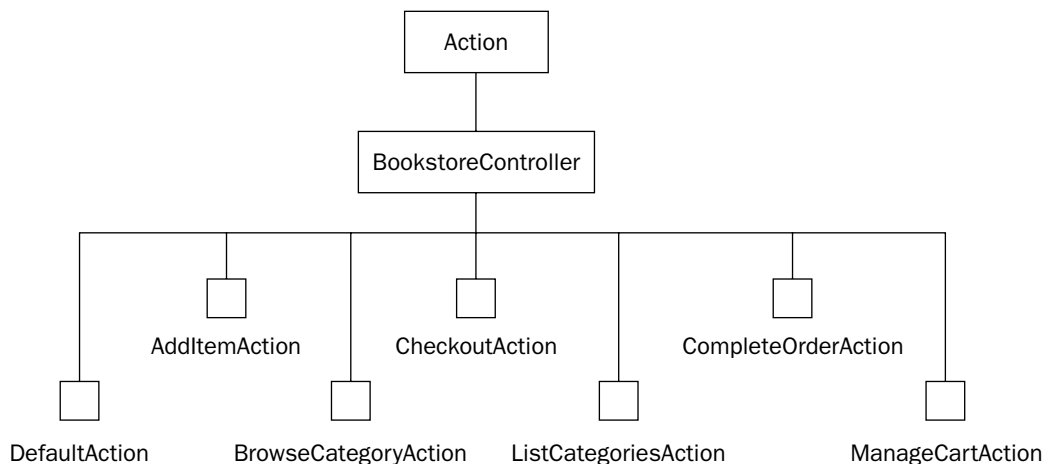 Action
BookstoreController
AddItemAction
CheckoutAction
CompleteOrderAction
DefaultAction
BrowseCategoryAction
ListCategoriesAction
ManageCartAction